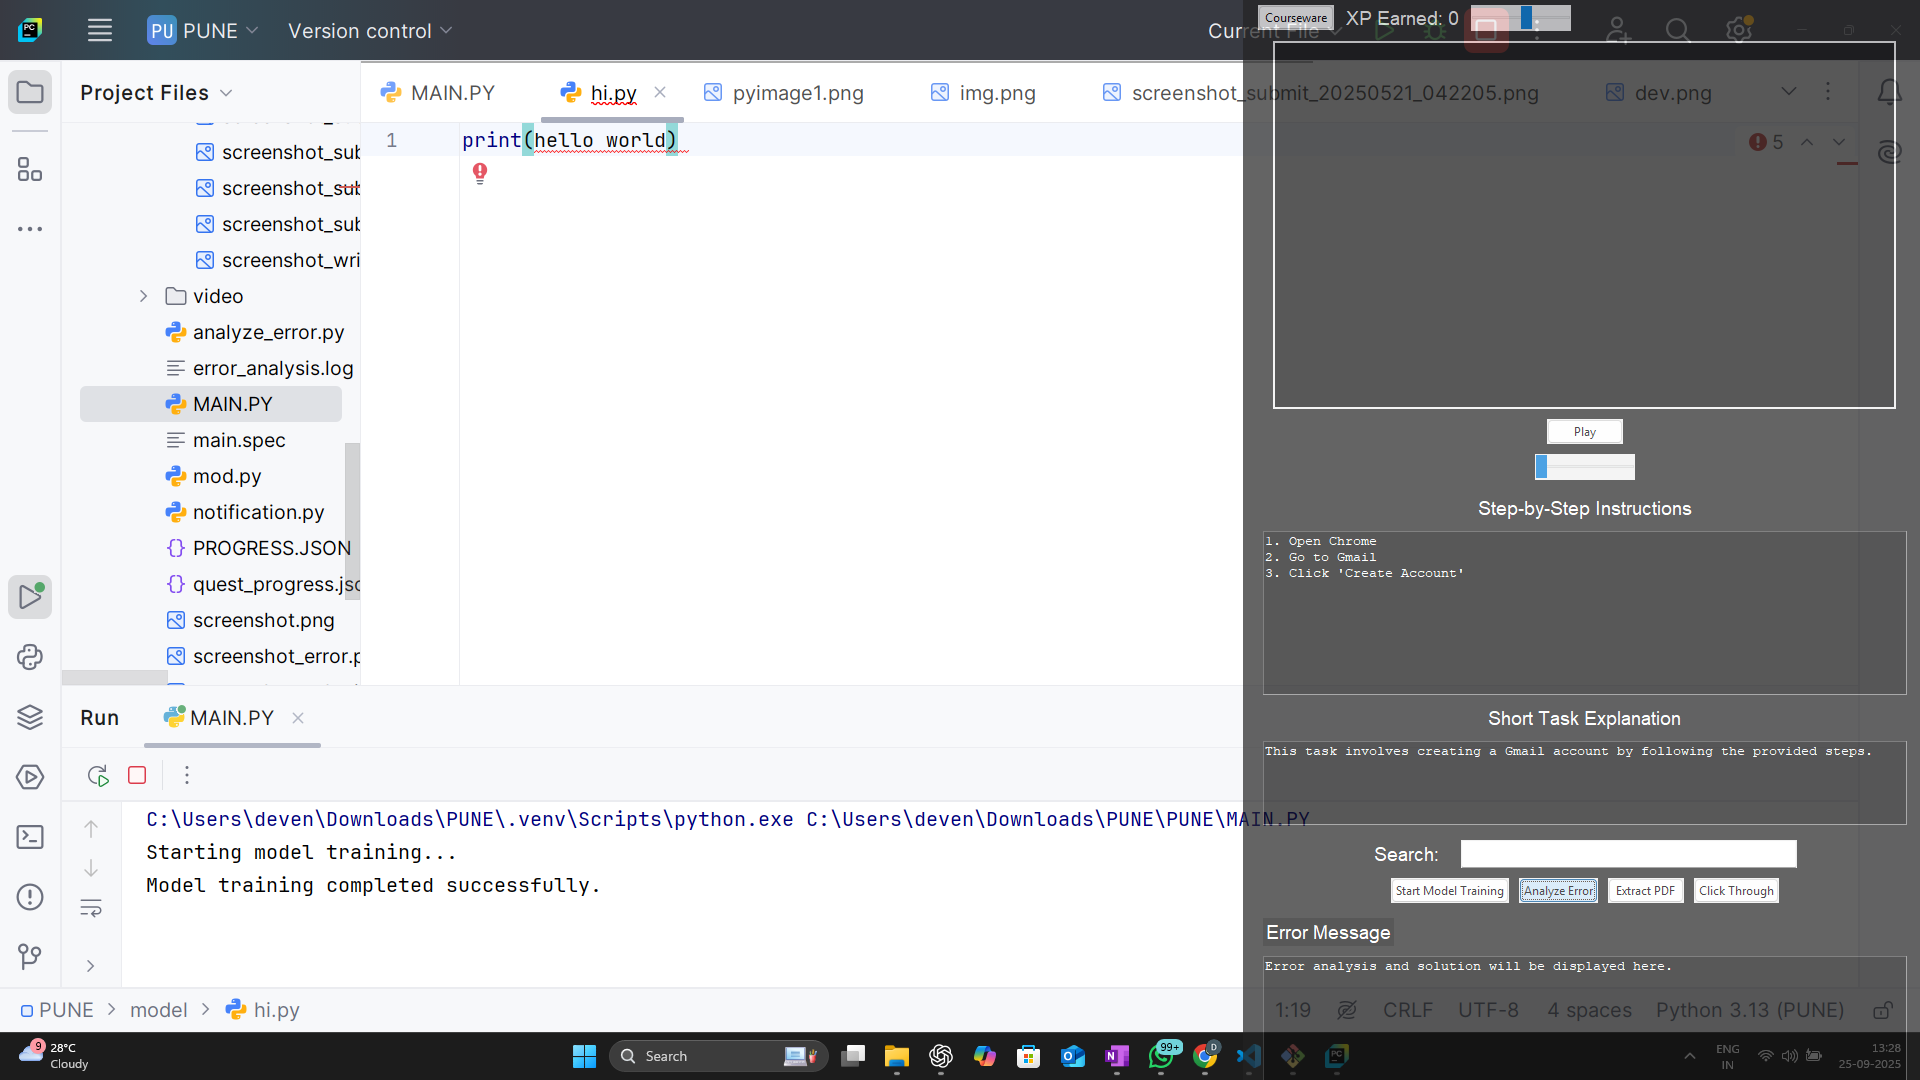 PU PUNE
Version control
Current File
Courseware
XP Earned: 0
Project Files
MAIN.PY
hi.py
pyimage1.png
img.png
screenshot_submit_20250521_042205.png
dev.png
screenshot_sub
screenshot_sub
screenshot_sub
screenshot_wri
video
analyze_error.py
error_analysis.log
MAIN.PY
main.spec
mod.py
notification.py
PROGRESS.JSON
quest_progress.jso
screenshot.png
screenshot_error.p
1
print(hello world)
5
Play
Step-by-Step Instructions
1. Open Chrome
2. Go to Gmail
3. Click 'Create Account'
Short Task Explanation
This task involves creating a Gmail account by following the provided steps.
Search:
Start Model Training
Analyze Error
Extract PDF
Click Through
Error Message
Error analysis and solution will be displayed here.
Run
MAIN.PY
C:\Users\deven\Downloads\PUNE\.venv\Scripts\python.exe C:\Users\deven\Downloads\PUNE\PUNE\MAIN.PY
Starting model training...
Model training completed successfully.
PUNE
model
hi.py
1:19
CRLF
UTF-8
4 spaces
Python 3.13 (PUNE)
9
28°C
Cloudy
Search
99+
D
ENG
IN
13:28
25-09-2025